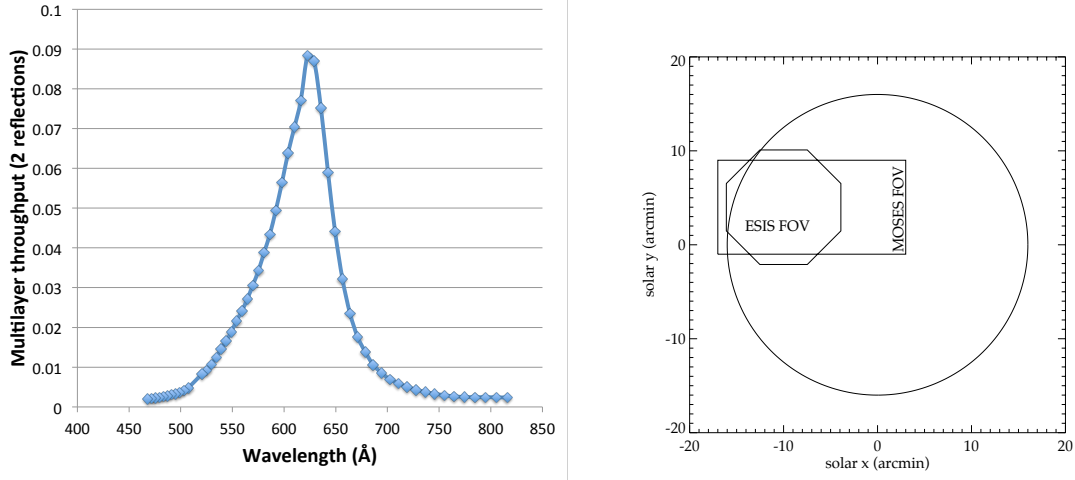 Multilayer throughput (2 reflections)
0.1
0.09
0.08
0.07
0.06
0.05
0.04
0.03
0.02
0.01
0
400 450 500 550 600 650 700 750 800 850
Wavelength (Å)
solar y (arcmin)
20
10
0
-10
-20
ESIS FOV
MOSES FOV
-20 -10 0 10 20
solar x (arcmin)